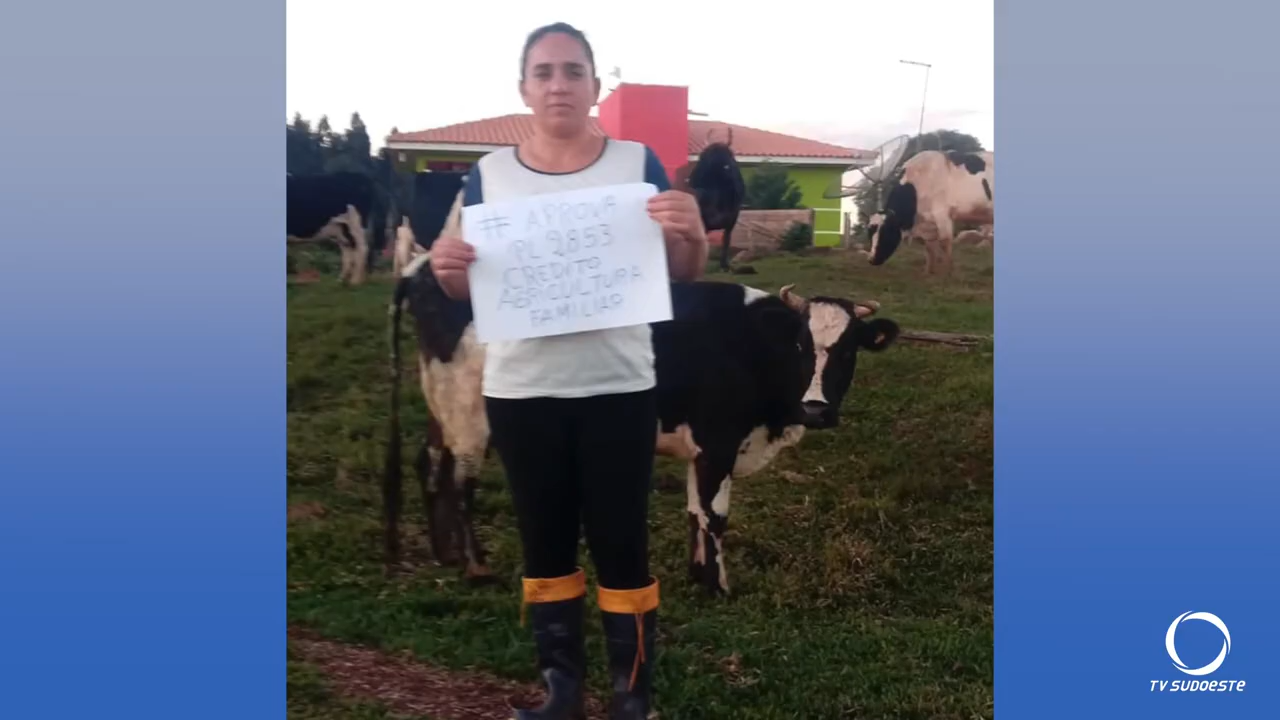 # APROVA
PL 2853
CREDITO
AGRICULTURA
FAMILIAR
TV SUDOESTE